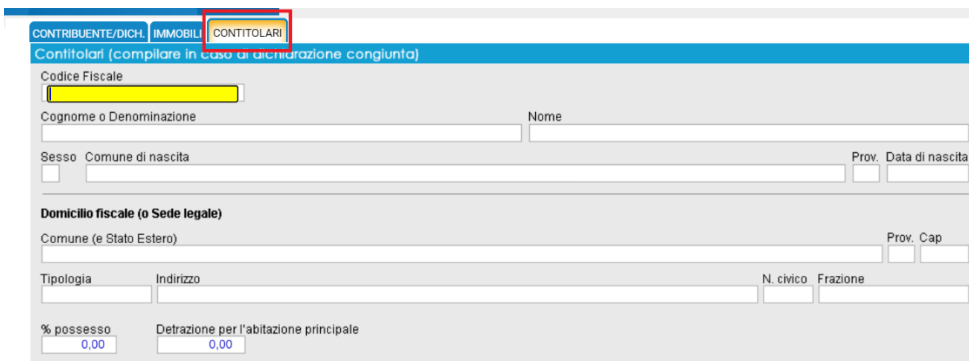 CONTRIBUENTE/DICH. IMMOBILI CONTITOLARI
Contitolari (compilare in caso di dichiarazione congiunta)
Codice Fiscale
Cognome o Denominazione Nome
Sesso Comune di nascita Prov. Data di nascita
Domicilio fiscale (o Sede legale)
Comune (e Stato Estero) Prov. Cap
Tipologia Indirizzo N. civico Frazione
% possesso Detrazione per l'abitazione principale
0,00 0,00